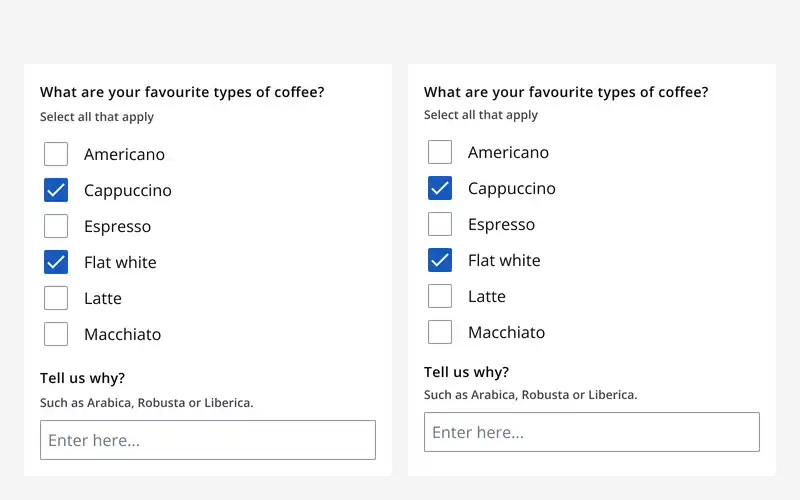 What are your favourite types of coffee?
Select all that apply
Americano
Cappuccino
Espresso
Flat white
Latte
Macchiato
Tell us why?
Such as Arabica, Robusta or Liberica.
Enter here...
What are your favourite types of coffee?
Select all that apply
Americano
Cappuccino
Espresso
Flat white
Latte
Macchiato
Tell us why?
Such as Arabica, Robusta or Liberica.
Enter here...